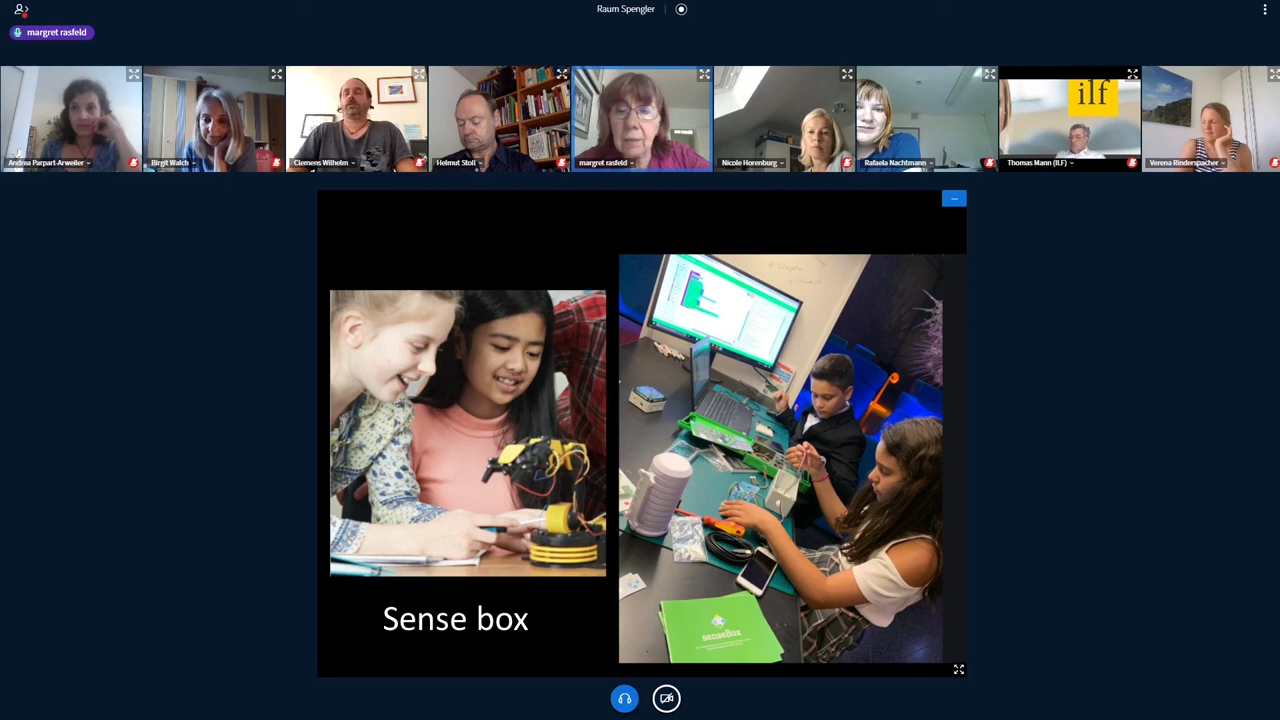 Raum Spengler
margret rasfeld
Andrea Parpart-Arweiler
Birgit Walch
Clemens Wilhelm
Helmut Stoll
margret rasfeld
Nicole Horenburg
Rafaela Nachtmann
ilf
Thomas Mann (ILF)
Verena Rinderspacher
Sense box
senseBox